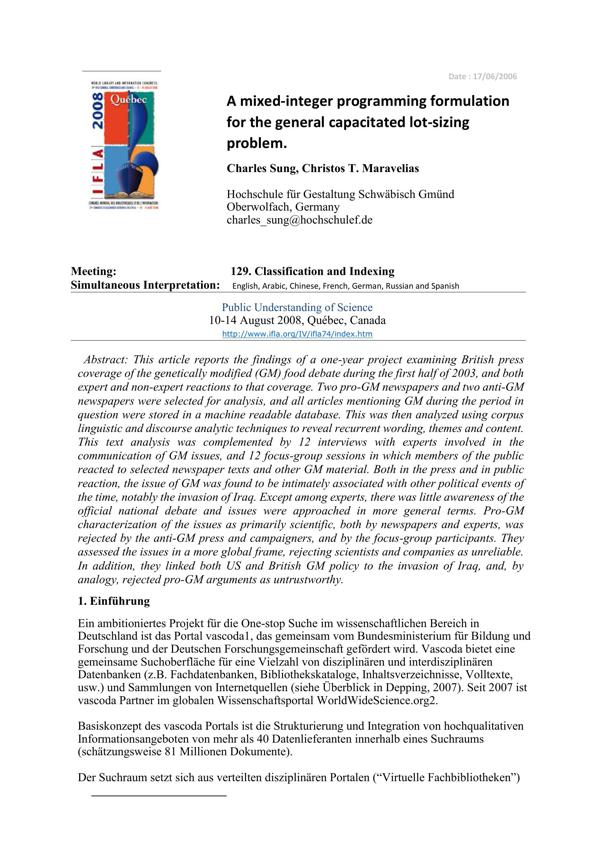 Date : 17/06/2006
WORLD LIBRARY AND INFORMATION CONGRESS:
IFLA 2008
Québec
A mixed-integer programming formulation
for the general capacitated lot-sizing
problem.
Charles Sung, Christos T. Maravelias
Hochschule für Gestaltung Schwäbisch Gmünd
Oberwolfach, Germany
charles_sung@hochschulef.de
Meeting: 129. Classification and Indexing
Simultaneous Interpretation: English, Arabic, Chinese, French, German, Russian and Spanish
Public Understanding of Science
10-14 August 2008, Québec, Canada
http://www.ifla.org/IV/ifla74/index.htm
Abstract: This article reports the findings of a one-year project examining British press
coverage of the genetically modified (GM) food debate during the first half of 2003, and both
expert and non-expert reactions to that coverage. Two pro-GM newspapers and two anti-GM
newspapers were selected for analysis, and all articles mentioning GM during the period in
question were stored in a machine readable database. This was then analyzed using corpus
linguistic and discourse analytic techniques to reveal recurrent wording, themes and content.
This text analysis was complemented by 12 interviews with experts involved in the
communication of GM issues, and 12 focus-group sessions in which members of the public
reacted to selected newspaper texts and other GM material. Both in the press and in public
reaction, the issue of GM was found to be intimately associated with other political events of
the time, notably the invasion of Iraq. Except among experts, there was little awareness of the
official national debate and issues were approached in more general terms. Pro-GM
characterization of the issues as primarily scientific, both by newspapers and experts, was
rejected by the anti-GM press and campaigners, and by the focus-group participants. They
assessed the issues in a more global frame, rejecting scientists and companies as unreliable.
In addition, they linked both US and British GM policy to the invasion of Iraq, and, by
analogy, rejected pro-GM arguments as untrustworthy.
1. Einführung
Ein ambitioniertes Projekt für die One-stop Suche im wissenschaftlichen Bereich in
Deutschland ist das Portal vascoda1, das gemeinsam vom Bundesministerium für Bildung und
Forschung und der Deutschen Forschungsgemeinschaft gefördert wird. Vascoda bietet eine
gemeinsame Suchoberfläche für eine Vielzahl von disziplinären und interdisziplinären
Datenbanken (z.B. Fachdatenbanken, Bibliothekskataloge, Inhaltsverzeichnisse, Volltexte,
usw.) und Sammlungen von Internetquellen (siehe Überblick in Depping, 2007). Seit 2007 ist
vascoda Partner im globalen Wissenschaftsportal WorldWideScience.org2.
Basiskonzept des vascoda Portals ist die Strukturierung und Integration von hochqualitativen
Informationsangeboten von mehr als 40 Datenlieferanten innerhalb eines Suchraums
(schätzungsweise 81 Millionen Dokumente).
Der Suchraum setzt sich aus verteilten disziplinären Portalen (“Virtuelle Fachbibliotheken”)